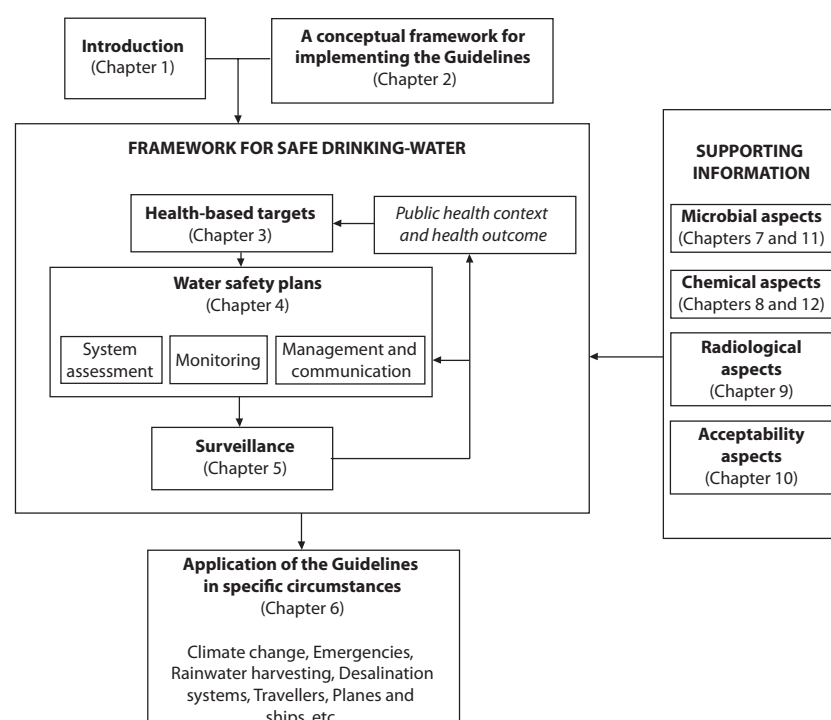 Introduction
(Chapter 1)
A conceptual framework for
implementing the Guidelines
(Chapter 2)
FRAMEWORK FOR SAFE DRINKING-WATER
Health-based targets
(Chapter 3)
Public health context
and health outcome
Water safety plans
(Chapter 4)
System
assessment
Monitoring
Management and
communication
Surveillance
(Chapter 5)
SUPPORTING
INFORMATION
Microbial aspects
(Chapters 7 and 11)
Chemical aspects
(Chapters 8 and 12)
Radiological
aspects
(Chapter 9)
Acceptability
aspects
(Chapter 10)
Application of the Guidelines
in specific circumstances
(Chapter 6)
Climate change, Emergencies,
Rainwater harvesting, Desalination
systems, Travellers, Planes and
ships, etc.